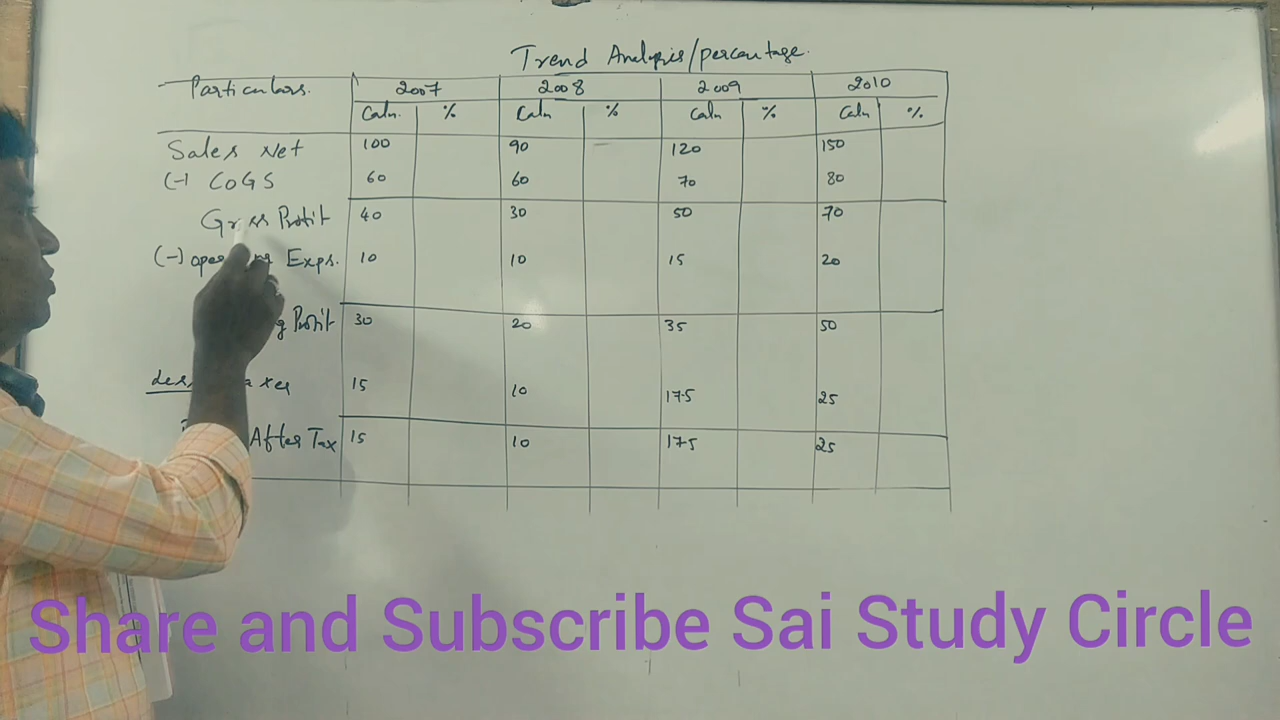 Trend Analysis/percentage.
Particulars. 2007 2008 2009 2010
Caln. % Caln % Caln % Caln %
Sales Net 100 90 120 150
(-) CoGS 60 60 70 80
Gross Profit 40 30 50 70
(-) Exps. 10 10 15 20
Profit 30 20 35 50
15 10 17.5 25
After Tax 15 10 17.5 25
Share and Subscribe Sai Study Circle